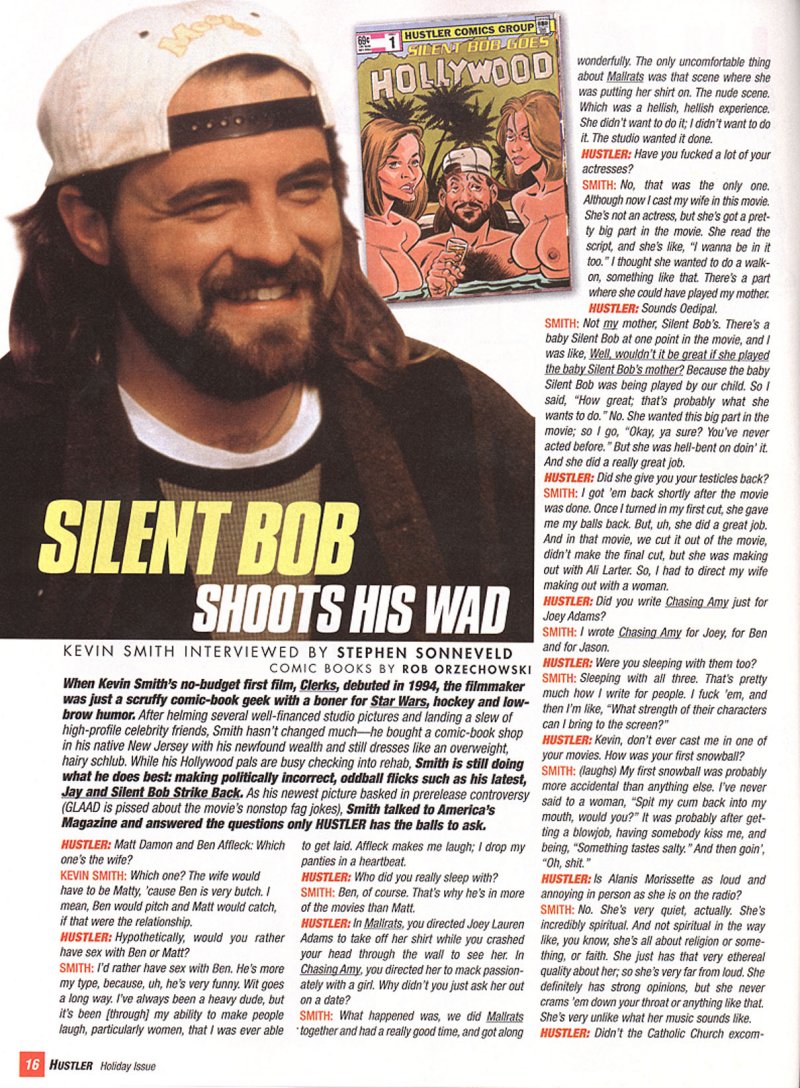 Mooby
69¢
1
HUSTLER COMICS GROUP
SILENT BOB GOES
HOLLYWOOD
SILENT BOB
SHOOTS HIS WAD
KEVIN SMITH INTERVIEWED BY STEPHEN SONNEVELD
COMIC BOOKS BY ROB ORZECHOWSKI
When Kevin Smith's no-budget first film, Clerks, debuted in 1994, the filmmaker
was just a scruffy comic-book geek with a boner for Star Wars, hockey and low-
brow humor. After helming several well-financed studio pictures and landing a slew of
high-profile celebrity friends, Smith hasn't changed much—he bought a comic-book shop
in his native New Jersey with his newfound wealth and still dresses like an overweight,
hairy schlub. While his Hollywood pals are busy checking into rehab, Smith is still doing
what he does best: making politically incorrect, oddball flicks such as his latest,
Jay and Silent Bob Strike Back. As his newest picture basked in prerelease controversy
(GLAAD is pissed about the movie's nonstop fag jokes), Smith talked to America's
Magazine and answered the questions only HUSTLER has the balls to ask.
HUSTLER: Matt Damon and Ben Affleck: Which
one's the wife?
KEVIN SMITH: Which one? The wife would
have to be Matty, 'cause Ben is very butch. I
mean, Ben would pitch and Matt would catch,
if that were the relationship.
HUSTLER: Hypothetically, would you rather
have sex with Ben or Matt?
SMITH: I'd rather have sex with Ben. He's more
my type, because, uh, he's very funny. Wit goes
a long way. I've always been a heavy dude, but
it's been [through] my ability to make people
laugh, particularly women, that I was ever able
to get laid. Affleck makes me laugh; I drop my
panties in a heartbeat.
HUSTLER: Who did you really sleep with?
SMITH: Ben, of course. That's why he's in more
of the movies than Matt.
HUSTLER: In Mallrats, you directed Joey Lauren
Adams to take off her shirt while you crashed
your head through the wall to see her. In
Chasing Amy, you directed her to mack passion-
ately with a girl. Why didn't you just ask her out
on a date?
SMITH: What happened was, we did Mallrats
together and had a really good time, and got along
wonderfully. The only uncomfortable thing
about Mallrats was that scene where she
was putting her shirt on. The nude scene.
Which was a hellish, hellish experience.
She didn't want to do it; I didn't want to do
it. The studio wanted it done.
HUSTLER: Have you fucked a lot of your
actresses?
SMITH: No, that was the only one.
Although now I cast my wife in this movie.
She's not an actress, but she's got a pret-
ty big part in the movie. She read the
script, and she's like, "I wanna be in it
too." I thought she wanted to do a walk-
on, something like that. There's a part
where she could have played my mother.
HUSTLER: Sounds Oedipal.
SMITH: Not my mother, Silent Bob's. There's a
baby Silent Bob at one point in the movie, and I
was like, Well, wouldn't it be great if she played
the baby Silent Bob's mother? Because the baby
Silent Bob was being played by our child. So I
said, "How great; that's probably what she
wants to do." No. She wanted this big part in the
movie; so I go, "Okay, ya sure? You've never
acted before." But she was hell-bent on doin' it.
And she did a really great job.
HUSTLER: Did she give you your testicles back?
SMITH: I got 'em back shortly after the movie
was done. Once I turned in my first cut, she gave
me my balls back. But, uh, she did a great job.
And in that movie, we cut it out of the movie,
didn't make the final cut, but she was making
out with Ali Larter. So, I had to direct my wife
making out with a woman.
HUSTLER: Did you write Chasing Amy just for
Joey Adams?
SMITH: I wrote Chasing Amy for Joey, for Ben
and for Jason.
HUSTLER: Were you sleeping with them too?
SMITH: Sleeping with all three. That's pretty
much how I write for people. I fuck 'em, and
then I'm like, "What strength of their characters
can I bring to the screen?"
HUSTLER: Kevin, don't ever cast me in one of
your movies. How was your first snowball?
SMITH: (laughs) My first snowball was probably
more accidental than anything else. I've never
said to a woman, "Spit my cum back into my
mouth, would you?" It was probably after get-
ting a blowjob, having somebody kiss me, and
being, "Something tastes salty." And then goin',
"Oh, shit."
HUSTLER: Is Alanis Morissette as loud and
annoying in person as she is on the radio?
SMITH: No. She's very quiet, actually. She's
incredibly spiritual. And not spiritual in the way
like, you know, she's all about religion or some-
thing, or faith. She just has that very ethereal
quality about her; so she's very far from loud. She
definitely has strong opinions, but she never
crams 'em down your throat or anything like that.
She's very unlike what her music sounds like.
HUSTLER: Didn't the Catholic Church excom-
16 HUSTLER Holiday Issue